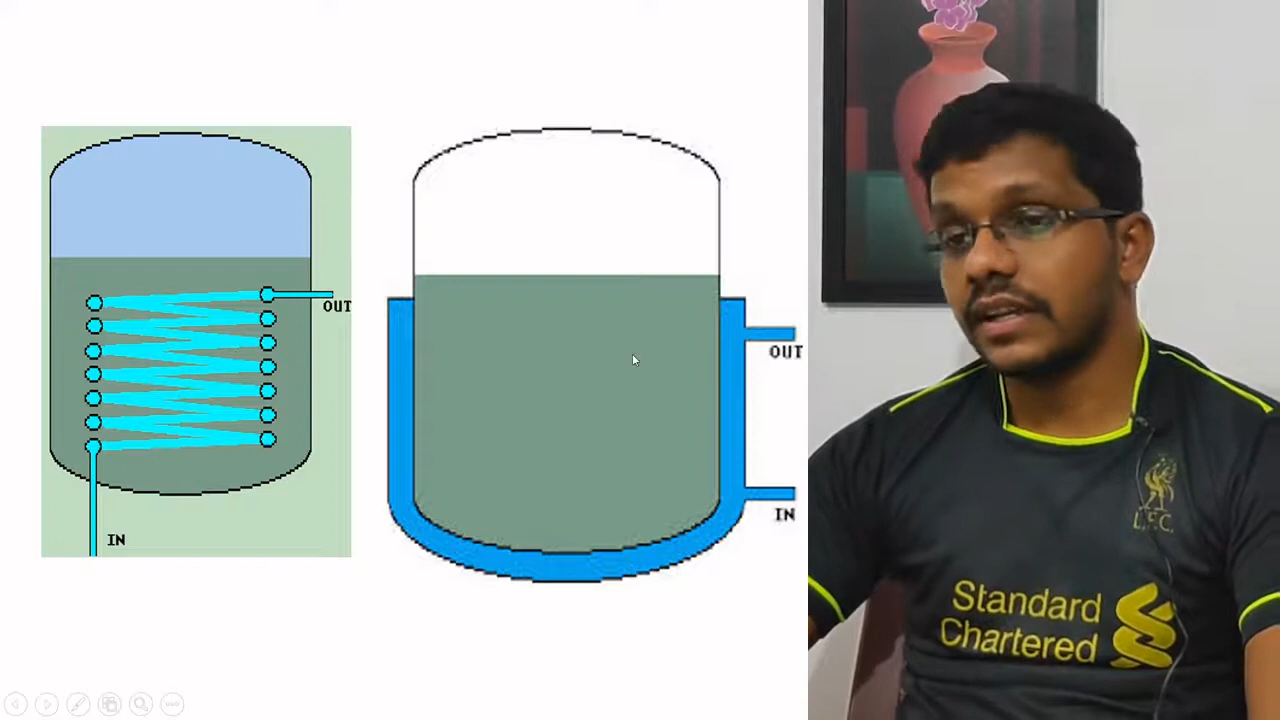 OUT
IN
OUT
IN
L.F.C.
Standard
Chartered